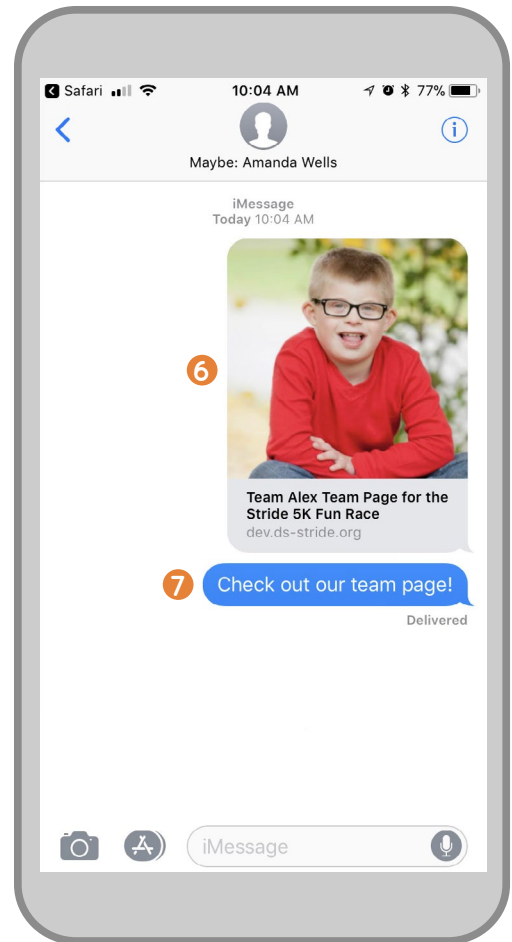 Safari 10:04 AM 77%
Maybe: Amanda Wells
iMessage
Today 10:04 AM
6
Team Alex Team Page for the
Stride 5K Fun Race
dev.ds-stride.org
7 Check out our team page!
Delivered
iMessage